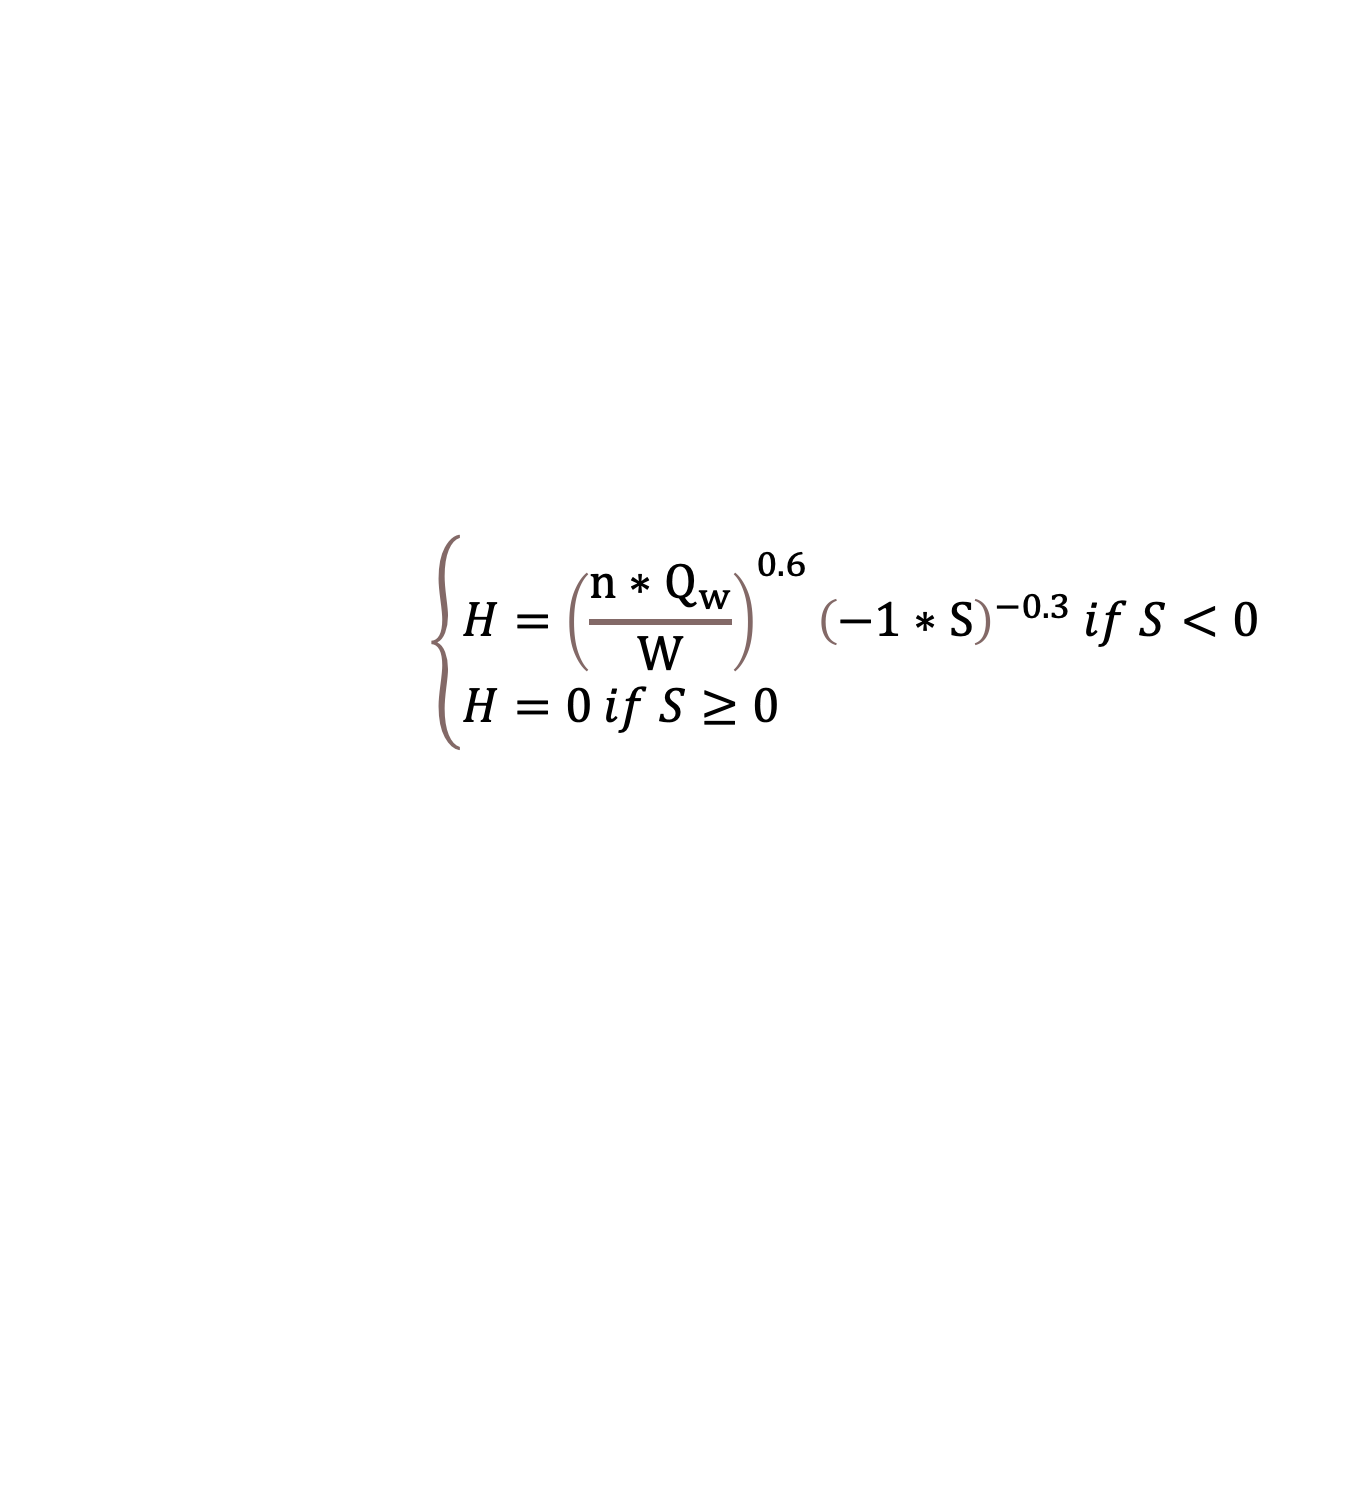 H = (n * Q_w / W)^0.6 (−1 * S)^−0.3 if S < 0
H = 0 if S ≥ 0